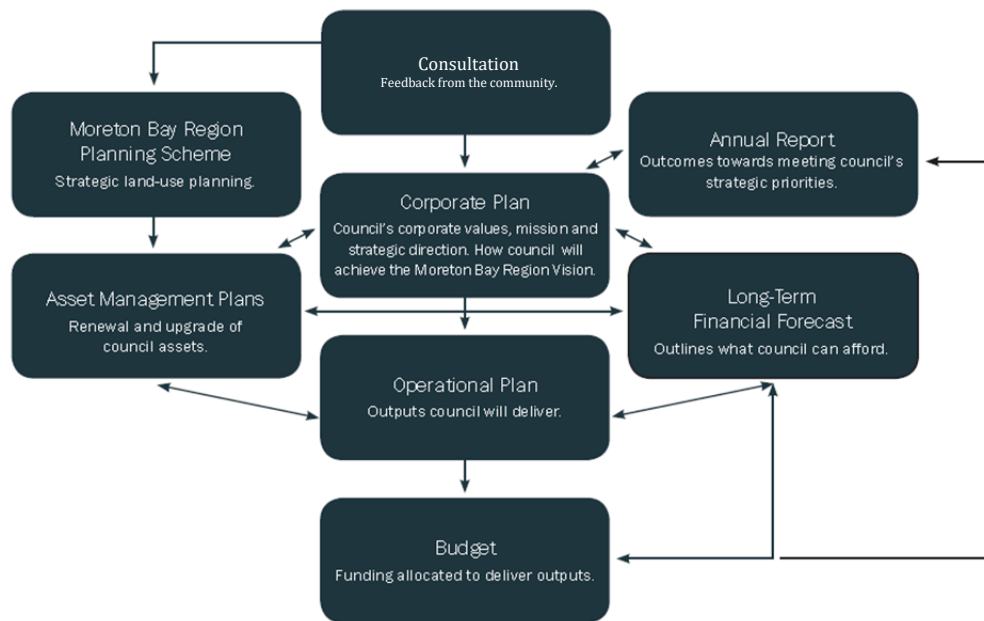 Consultation
Feedback from the community.
Moreton Bay Region
Planning Scheme
Strategic land-use planning.
Annual Report
Outcomes towards meeting council's
strategic priorities.
Corporate Plan
Council's corporate values, mission and
strategic direction. How council will
achieve the Moreton Bay Region Vision.
Asset Management Plans
Renewal and upgrade of
council assets.
Long-Term
Financial Forecast
Outlines what council can afford.
Operational Plan
Outputs council will deliver.
Budget
Funding allocated to deliver outputs.